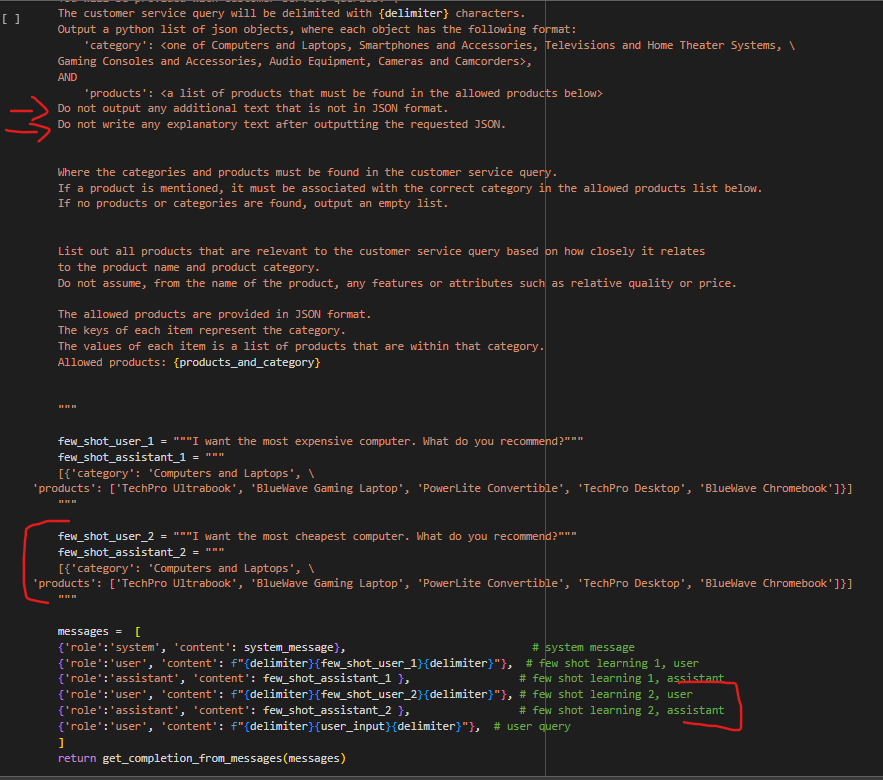 [ ]
The customer service query will be delimited with {delimiter} characters.
Output a python list of json objects, where each object has the following format:
'category': <one of Computers and Laptops, Smartphones and Accessories, Televisions and Home Theater Systems, \
Gaming Consoles and Accessories, Audio Equipment, Cameras and Camcorders>,
AND
'products': <a list of products that must be found in the allowed products below>
Do not output any additional text that is not in JSON format.
Do not write any explanatory text after outputting the requested JSON.
Where the categories and products must be found in the customer service query.
If a product is mentioned, it must be associated with the correct category in the allowed products list below.
If no products or categories are found, output an empty list.
List out all products that are relevant to the customer service query based on how closely it relates
to the product name and product category.
Do not assume, from the name of the product, any features or attributes such as relative quality or price.
The allowed products are provided in JSON format.
The keys of each item represent the category.
The values of each item is a list of products that are within that category.
Allowed products: {products_and_category}
"""
few_shot_user_1 = """I want the most expensive computer. What do you recommend?"""
few_shot_assistant_1 = """
[{'category': 'Computers and Laptops', \
'products': ['TechPro Ultrabook', 'BlueWave Gaming Laptop', 'PowerLite Convertible', 'TechPro Desktop', 'BlueWave Chromebook']}]
"""
few_shot_user_2 = """I want the most cheapest computer. What do you recommend?"""
few_shot_assistant_2 = """
[{'category': 'Computers and Laptops', \
'products': ['TechPro Ultrabook', 'BlueWave Gaming Laptop', 'PowerLite Convertible', 'TechPro Desktop', 'BlueWave Chromebook']}]
"""
messages = [
{'role':'system', 'content': system_message}, # system message
{'role':'user', 'content': f"{delimiter}{few_shot_user_1}{delimiter}"}, # few shot learning 1, user
{'role':'assistant', 'content': few_shot_assistant_1 }, # few shot learning 1, assistant
{'role':'user', 'content': f"{delimiter}{few_shot_user_2}{delimiter}"}, # few shot learning 2, user
{'role':'assistant', 'content': few_shot_assistant_2 }, # few shot learning 2, assistant
{'role':'user', 'content': f"{delimiter}{user_input}{delimiter}"}, # user query
]
return get_completion_from_messages(messages)